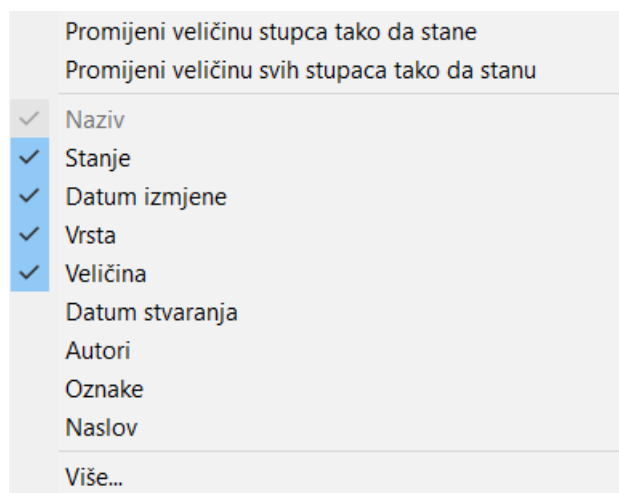 Promijeni veličinu stupca tako da stane
Promijeni veličinu svih stupaca tako da stanu
Naziv
Stanje
Datum izmjene
Vrsta
Veličina
Datum stvaranja
Autori
Oznake
Naslov
Više...